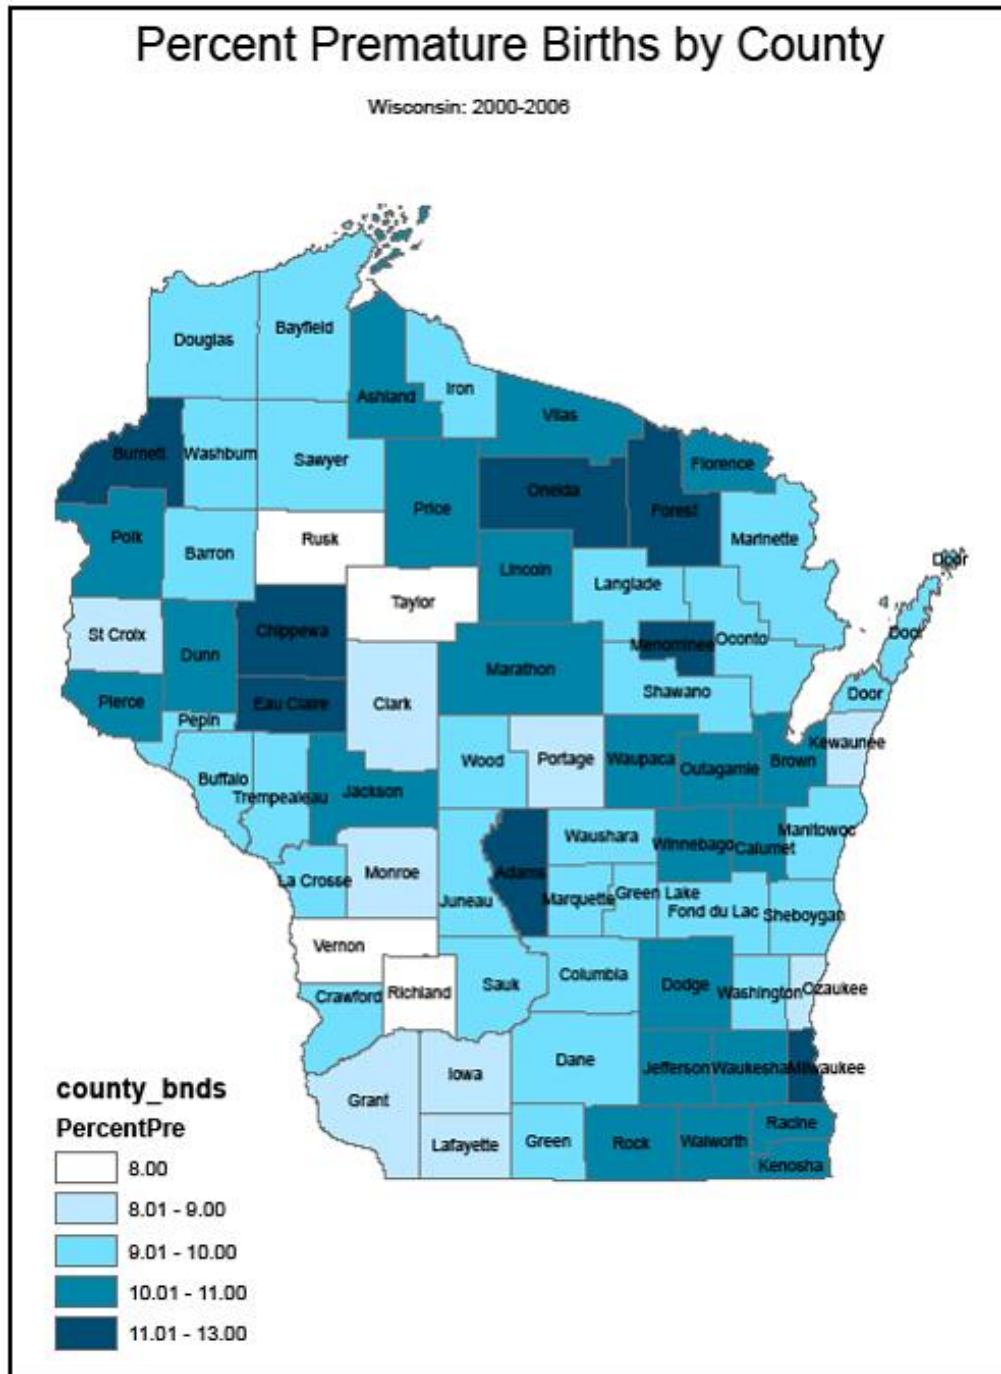 Percent Premature Births by County
Wisconsin: 2000-2006
Douglas
Bayfield
Ashland
Iron
Vilas
Burnett
Washburn
Sawyer
Price
Oneida
Forest
Florence
Polk
Barron
Rusk
Lincoln
Langlade
Marinette
Door
Taylor
St Croix
Dunn
Chippewa
Marathon
Menominee
Oconto
Door
Pierce
Eau Claire
Clark
Shawano
Door
Pepin
Buffalo
Trempealeau
Jackson
Wood
Portage
Waupaca
Outagamie
Brown
Kewaunee
La Crosse
Monroe
Juneau
Adams
Waushara
Winnebago
Calumet
Manitowoc
Marquette
Green Lake
Fond du Lac
Sheboygan
Vernon
Crawford
Richland
Sauk
Columbia
Dodge
Washington
Ozaukee
Grant
Iowa
Dane
Jefferson
Waukesha
Milwaukee
Lafayette
Green
Rock
Walworth
Racine
Kenosha
county_bnds
PercentPre
8.00
8.01 - 9.00
9.01 - 10.00
10.01 - 11.00
11.01 - 13.00